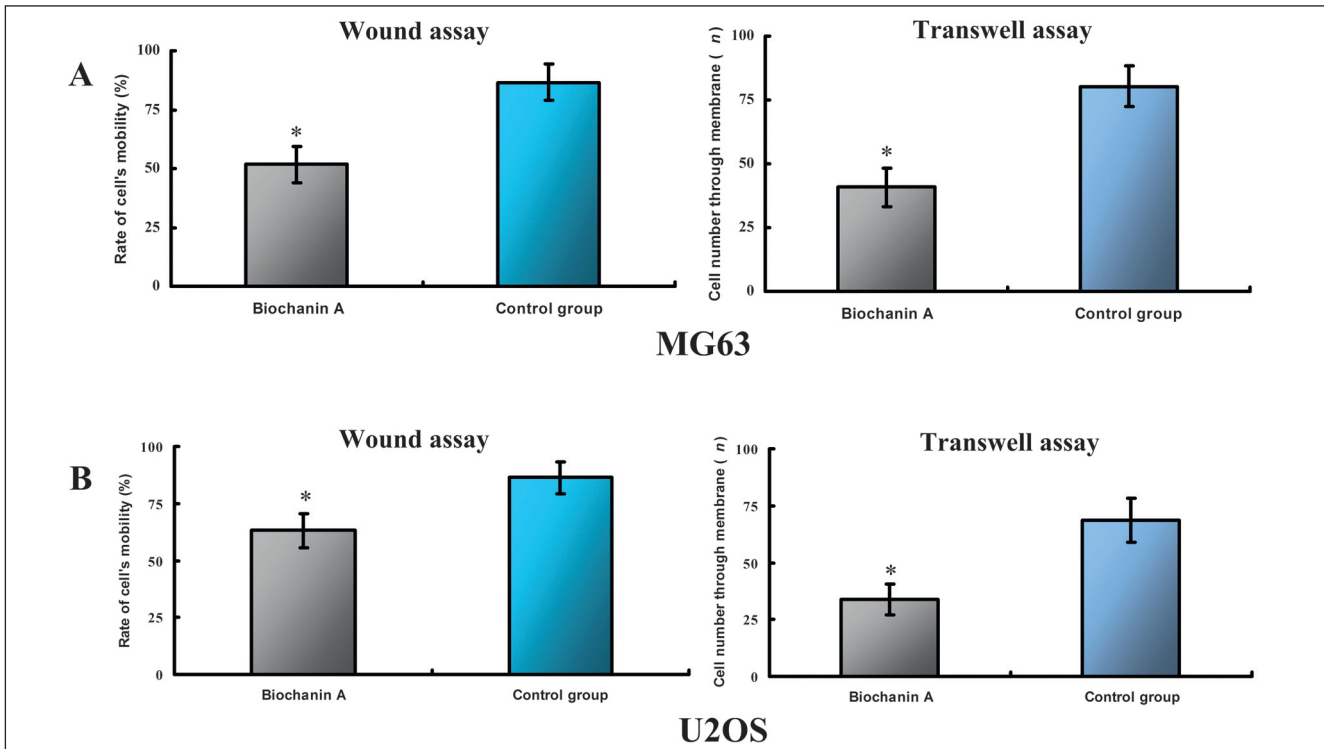 A
Wound assay
Rate of cell's mobility (%)
100
75
50
25
0
*
Biochanin A
Control group
Transwell assay
Cell number through membrane ( n)
100
75
50
25
0
*
Biochanin A
Control group
MG63
B
Wound assay
Rate of cell's mobility (%)
100
75
50
25
0
*
Biochanin A
Control group
Transwell assay
Cell number through membrane ( n)
100
75
50
25
0
*
Biochanin A
Control group
U2OS